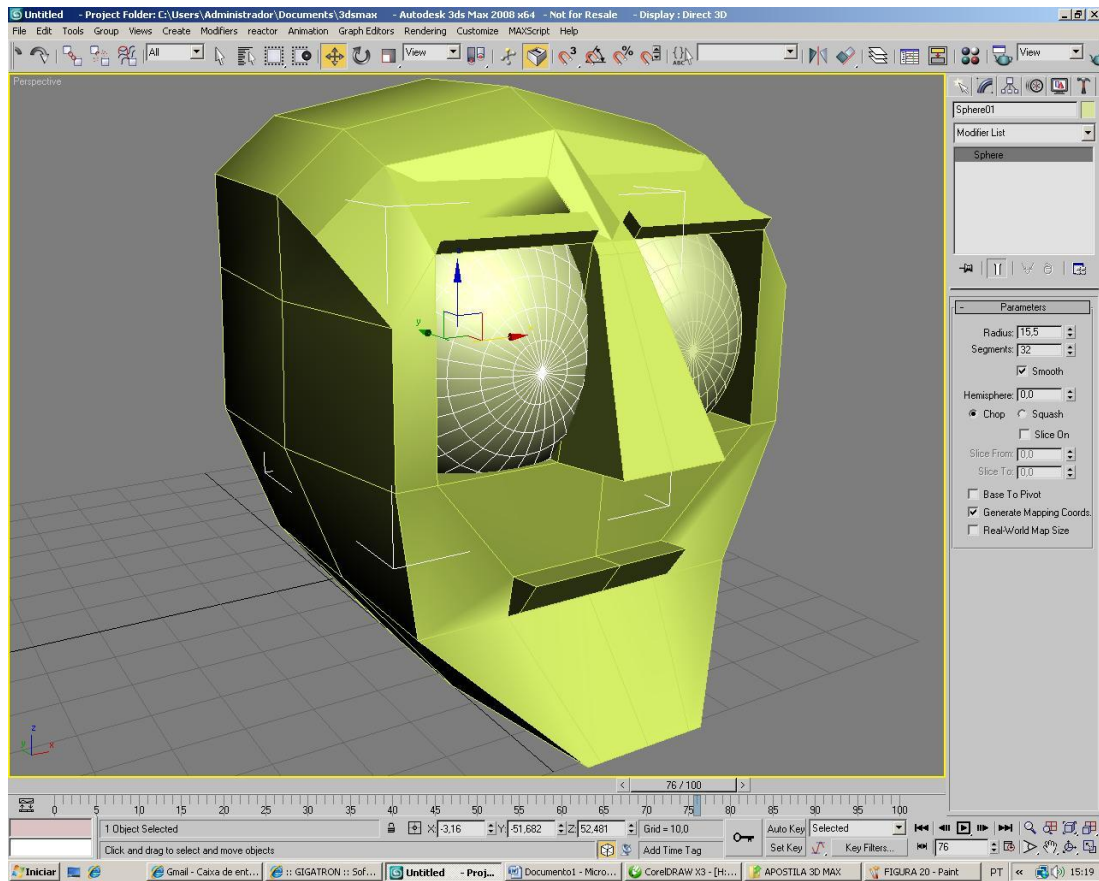 Untitled - Project Folder: C:\Users\Administrador\Documents\3dsmax - Autodesk 3ds Max 2008 x64 - Not for Resale - Display : Direct 3D
File Edit Tools Group Views Create Modifiers reactor Animation Graph Editors Rendering Customize MAXScript Help
All View View
Perspective
Sphere01
Modifier List
Sphere
- Parameters
Radius: 15,5
Segments: 32
Smooth
Hemisphere: 0,0
Chop Squash
Slice On
Slice From: 0,0
Slice To: 0,0
Base To Pivot
Generate Mapping Coords.
Real-World Map Size
z
y
y x
76 / 100
0 5 10 15 20 25 30 35 40 45 50 55 60 65 70 75 80 85 90 95 100
1 Object Selected X: -3,16 Y: -51,682 Z: 52,481 Grid = 10,0 Auto Key Selected
Click and drag to select and move objects Add Time Tag Set Key Key Filters... 76
Iniciar Gmail - Caixa de ent... :: GIGATRON :: Sof... Untitled - Proj... Documento1 - Micro... CorelDRAW X3 - [H:... APOSTILA 3D MAX FIGURA 20 - Paint PT « 15:19